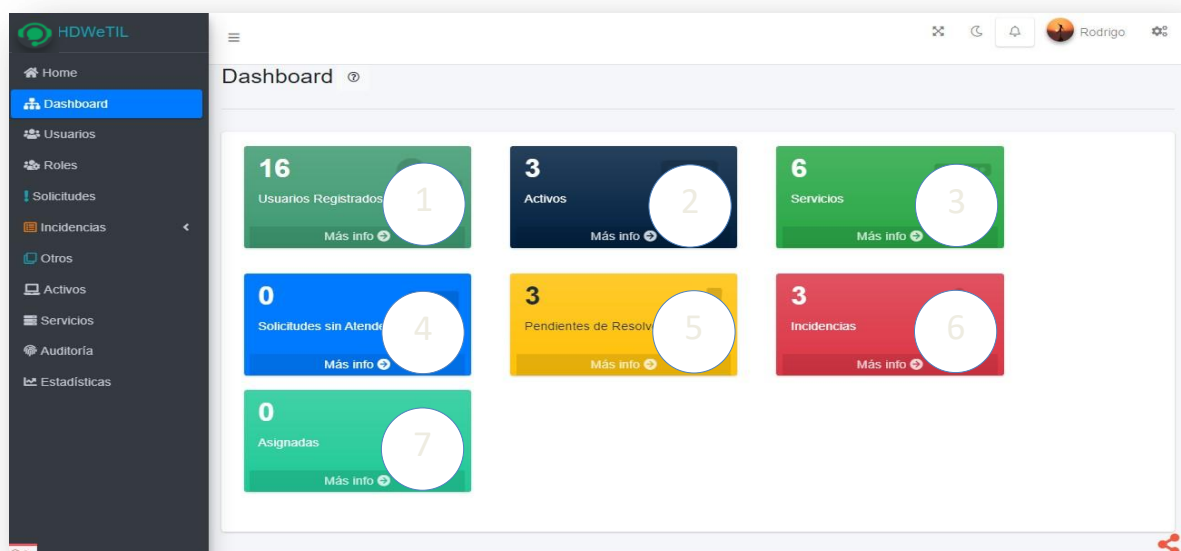 HDWeTIL
Rodrigo
Home
Dashboard
Usuarios
Roles
Solicitudes
Incidencias
Otros
Activos
Servicios
Auditoría
Estadísticas
Dashboard
16
Usuarios Registrados
1
Más info
3
Activos
2
Más info
6
Servicios
3
Más info
0
Solicitudes sin Atende
4
Más info
3
Pendientes de Resolv
5
Más info
3
Incidencias
6
Más info
0
Asignadas
7
Más info